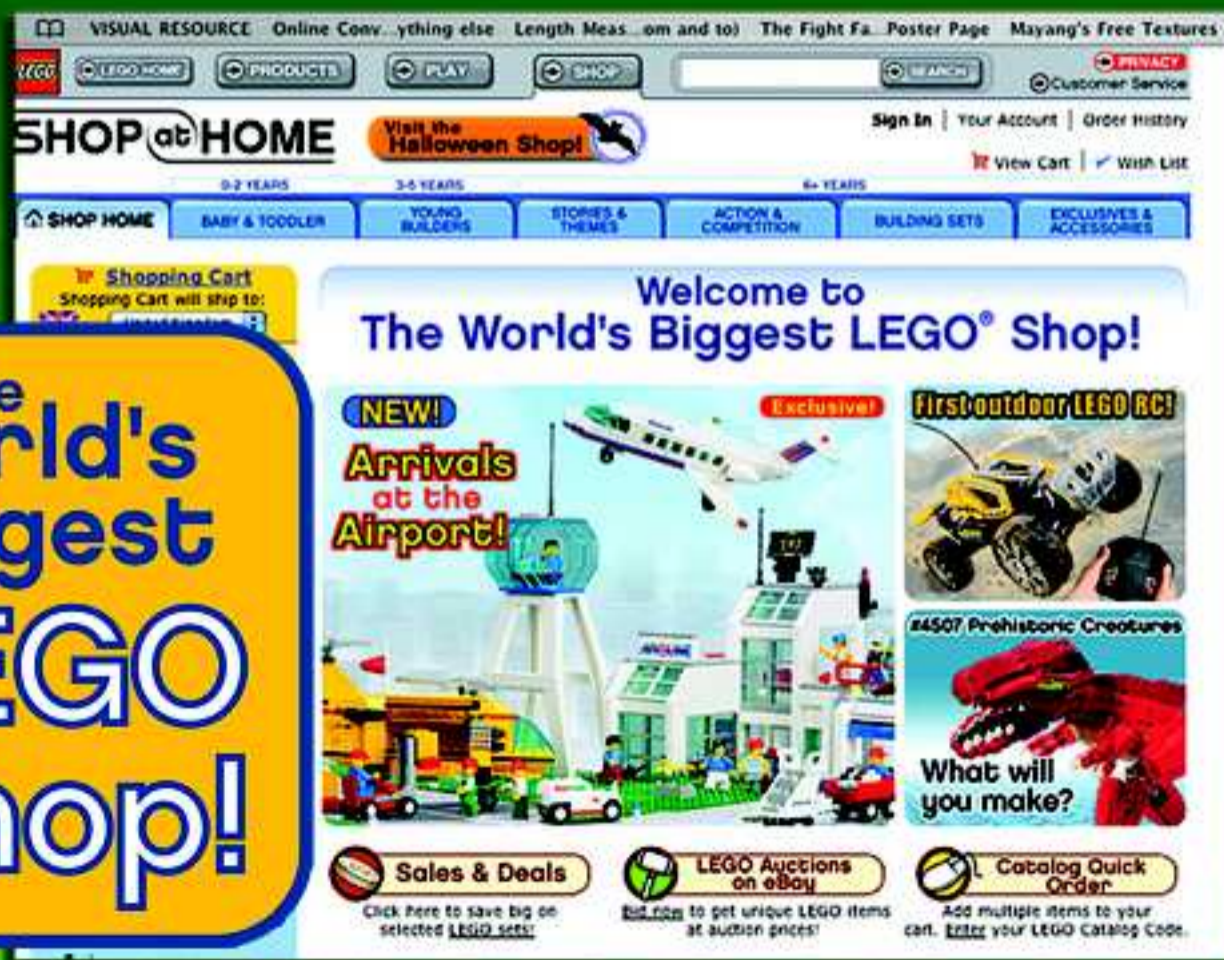 VISUAL RESOURCE Online Conv...ything else Length Meas...om and to) The Fight Fa...Poster Page Mayang's Free Textures
LEGO
LEGO HOME
PRODUCTS
PLAY
SHOP
SEARCH
PRIVACY
Customer Service
SHOP at HOME
Visit the
Halloween Shop!
Sign In | Your Account | Order History
View Cart | Wish List
0-2 YEARS
3-5 YEARS
6+ YEARS
SHOP HOME
BABY & TODDLER
YOUNG
BUILDERS
STORIES &
THEMES
ACTION &
COMPETITION
BUILDING SETS
EXCLUSIVES &
ACCESSORIES
Shopping Cart
Shopping Cart will ship to:
Welcome to
The World's Biggest LEGO® Shop!
e
rld's
gest
EGO
hop!
NEW!
Arrivals
at the
Airport!
Exclusive!
AIRLINE
First outdoor LEGO RC!
#4507 Prehistoric Creatures
What will
you make?
Sales & Deals
Click here to save big on
selected LEGO sets!
LEGO Auctions
on eBay
Bid now to get unique LEGO items
at auction prices!
Catalog Quick
Order
Add multiple items to your
cart. Enter your LEGO Catalog Code.